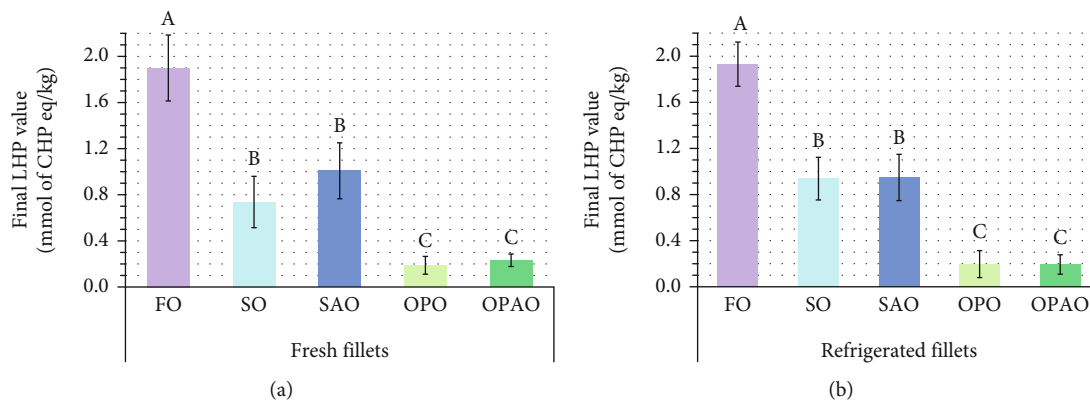 Final LHP value
(mmol of CHP eq/kg)
2.0
1.6
1.2
0.8
0.4
0.0
A
B
B
C
C
FO SO SAO OPO OPAO
Fresh fillets
(a)
Final LHP value
(mmol of CHP eq/kg)
2.0
1.6
1.2
0.8
0.4
0.0
A
B
B
C
C
FO SO SAO OPO OPAO
Refrigerated fillets
(b)